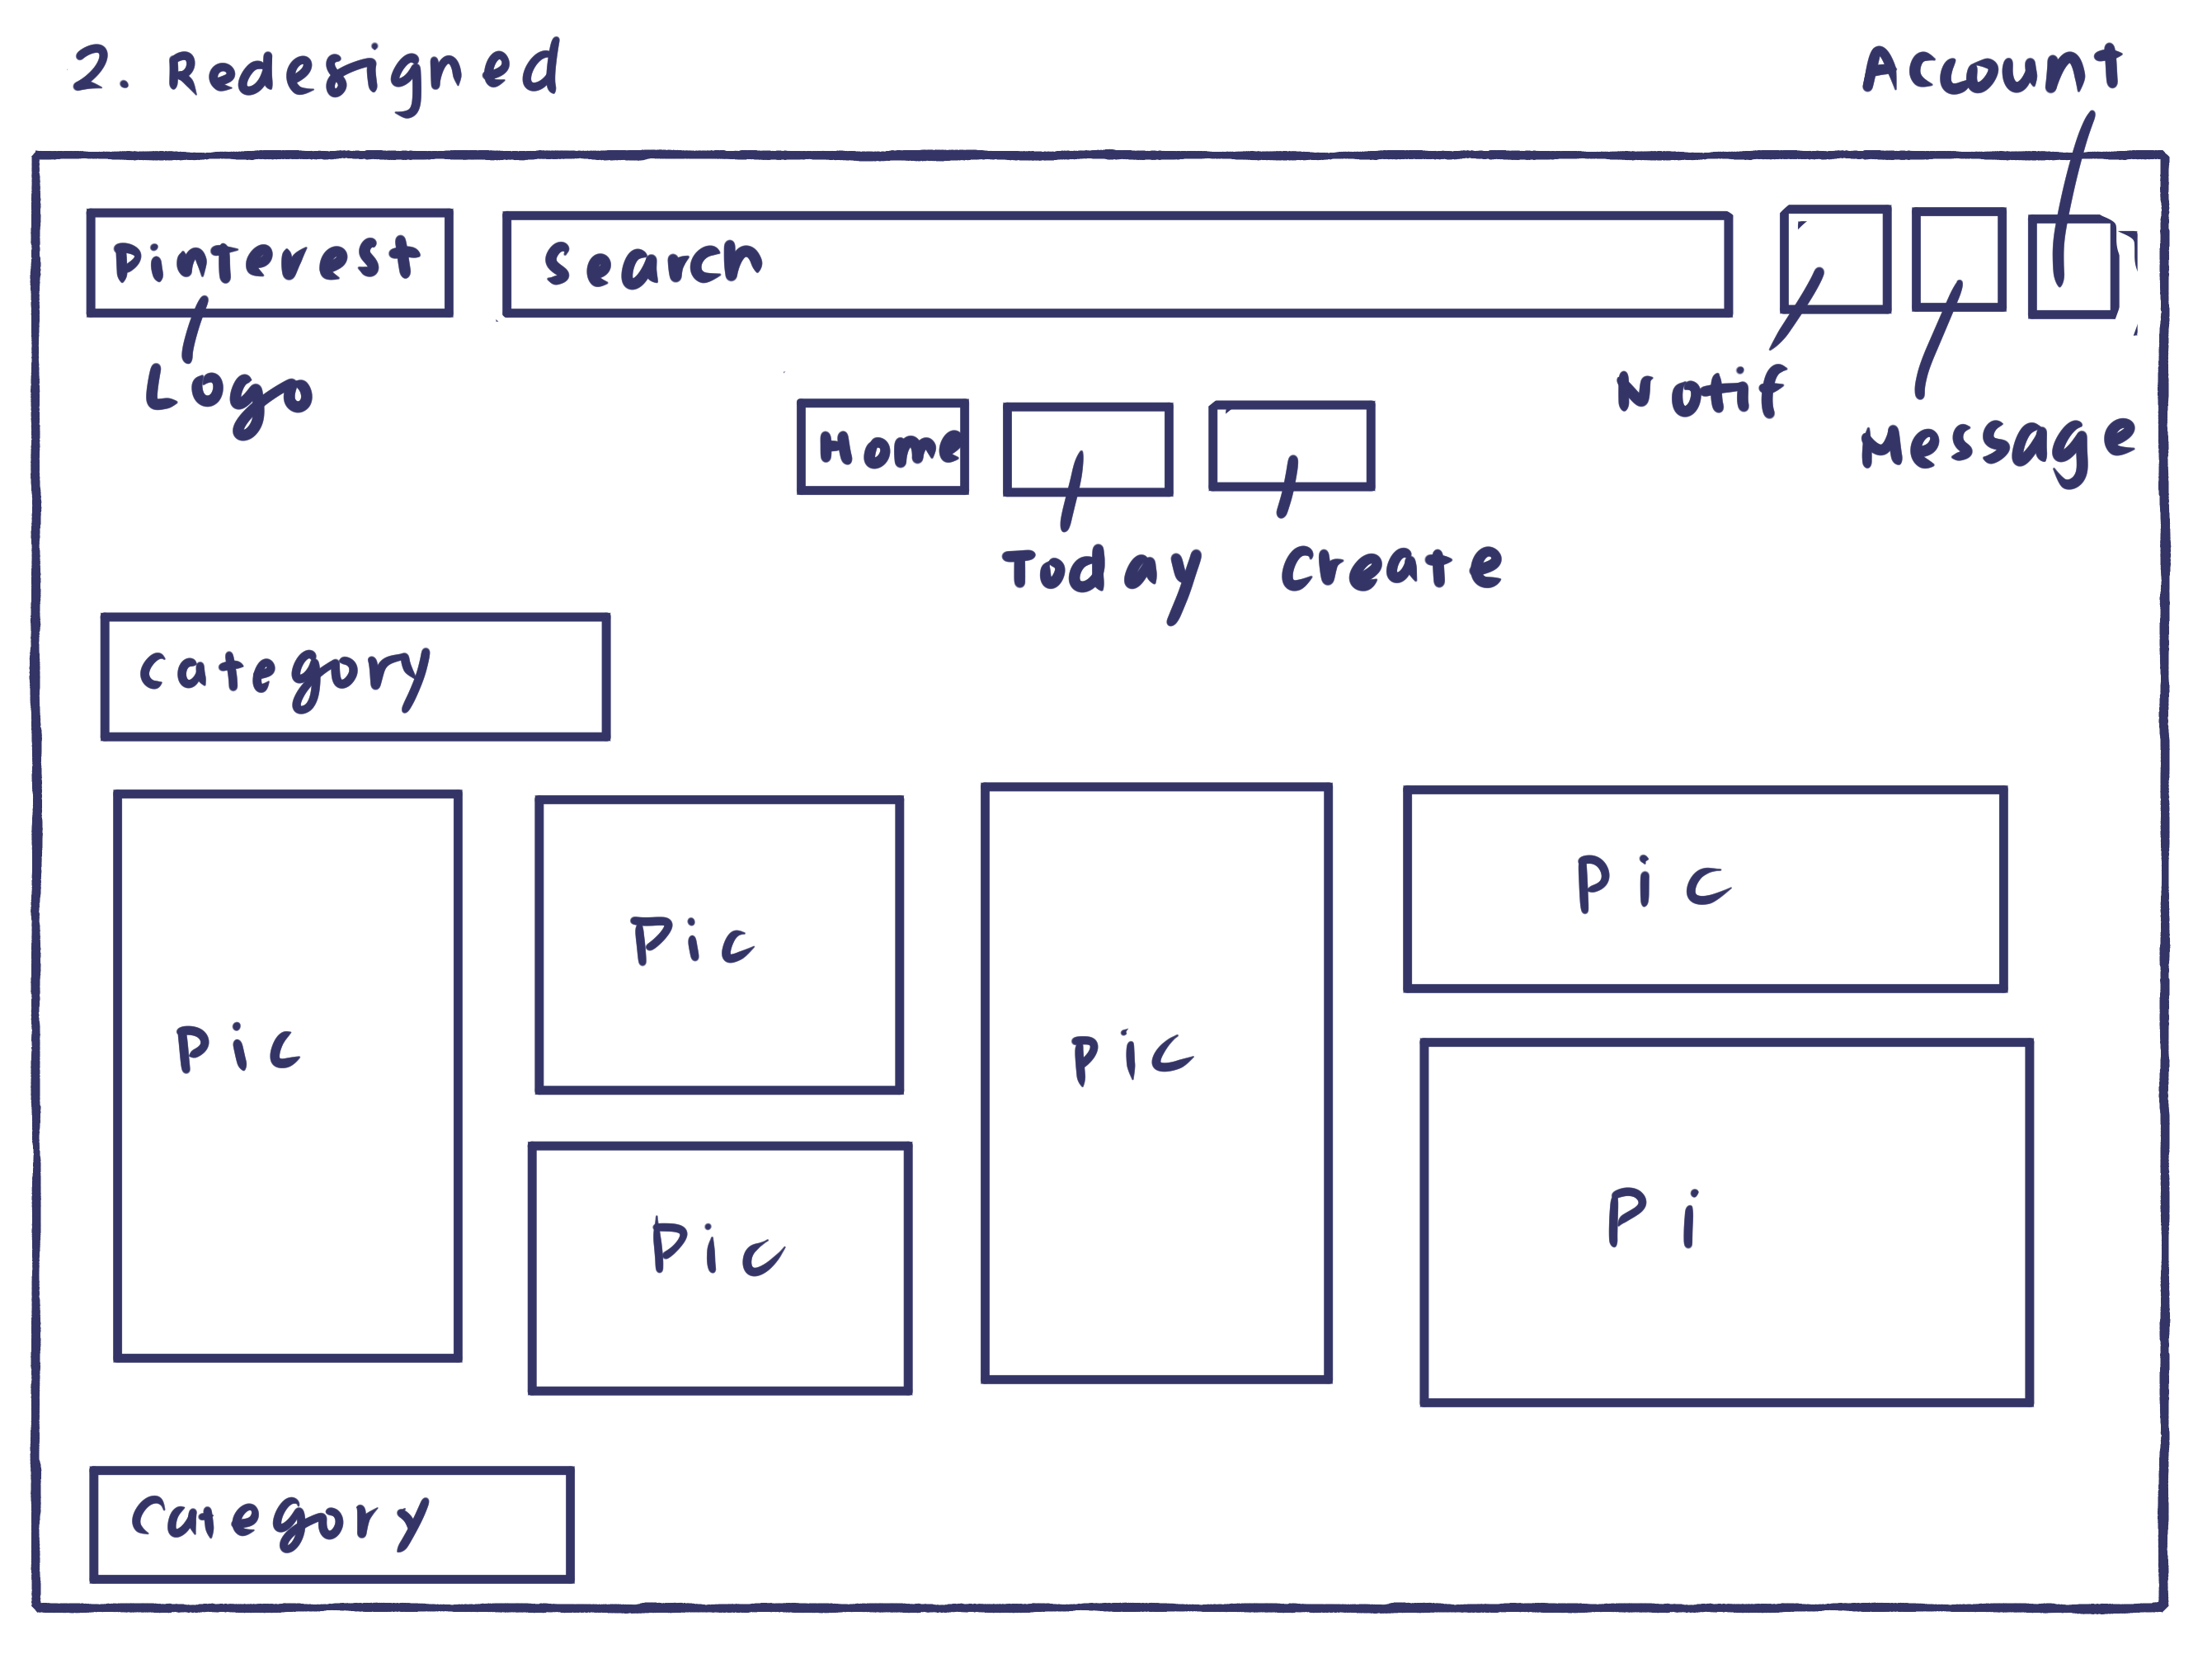 2. Redesigned
Account
Pinterest
Search
Logo
Notif
Message
Home
Today
Create
Category
Pic
Pic
Pic
Pic
Pic
Pic
Pi
Category